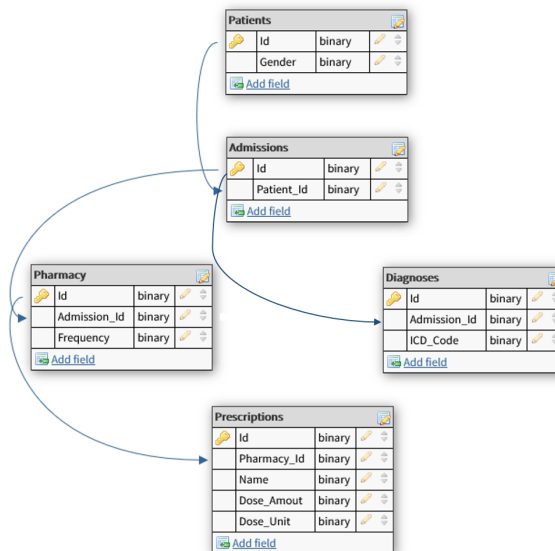 Patients
Id binary
Gender binary
Add field
Admissions
Id binary
Patient_Id binary
Add field
Pharmacy
Id binary
Admission_Id binary
Frequency binary
Add field
Diagnoses
Id binary
Admission_Id binary
ICD_Code binary
Add field
Prescriptions
Id binary
Pharmacy_Id binary
Name binary
Dose_Amout binary
Dose_Unit binary
Add field